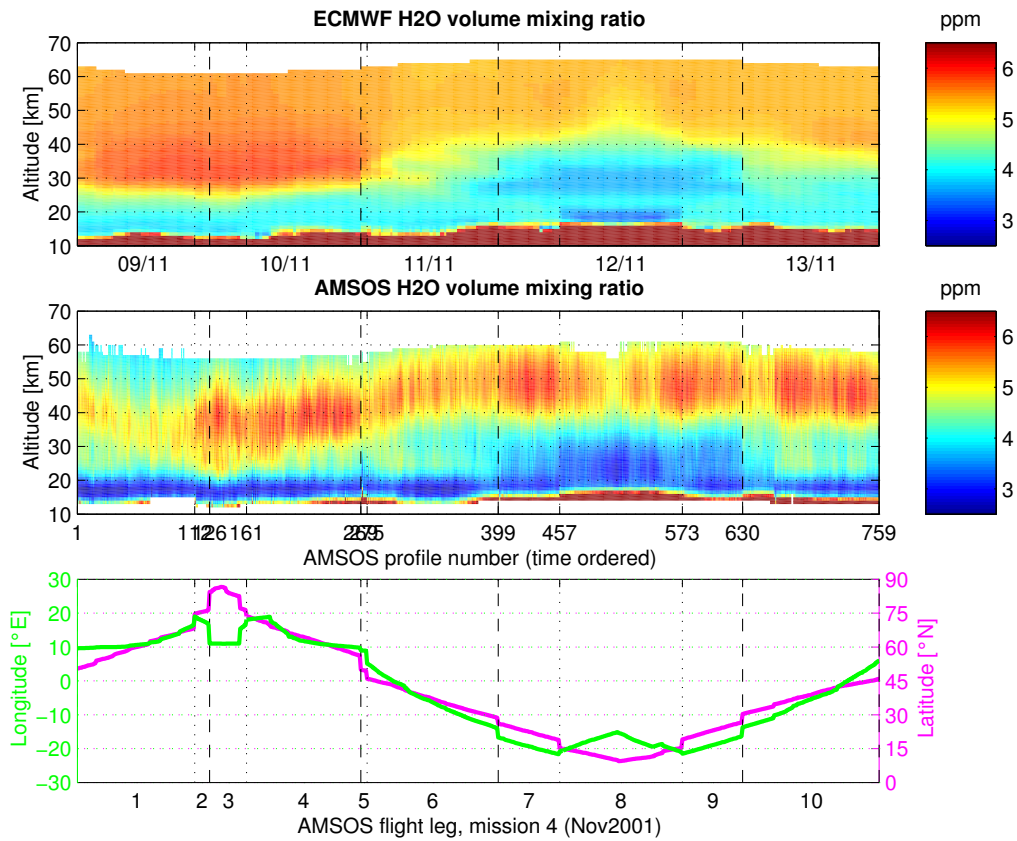 ECMWF H2O volume mixing ratio
ppm
Altitude [km]
70
60
50
40
30
20
10
09/11 10/11 11/11 12/11 13/11
6
5
4
3
AMSOS H2O volume mixing ratio
ppm
Altitude [km]
70
60
50
40
30
20
10
1 112 126 161 269 275 399 457 573 630 759
AMSOS profile number (time ordered)
6
5
4
3
Longitude [°E]
30
20
10
0
−10
−20
−30
90
75
60
45
30
15
0
Latitude [°N]
1 2 3 4 5 6 7 8 9 10
AMSOS flight leg, mission 4 (Nov2001)